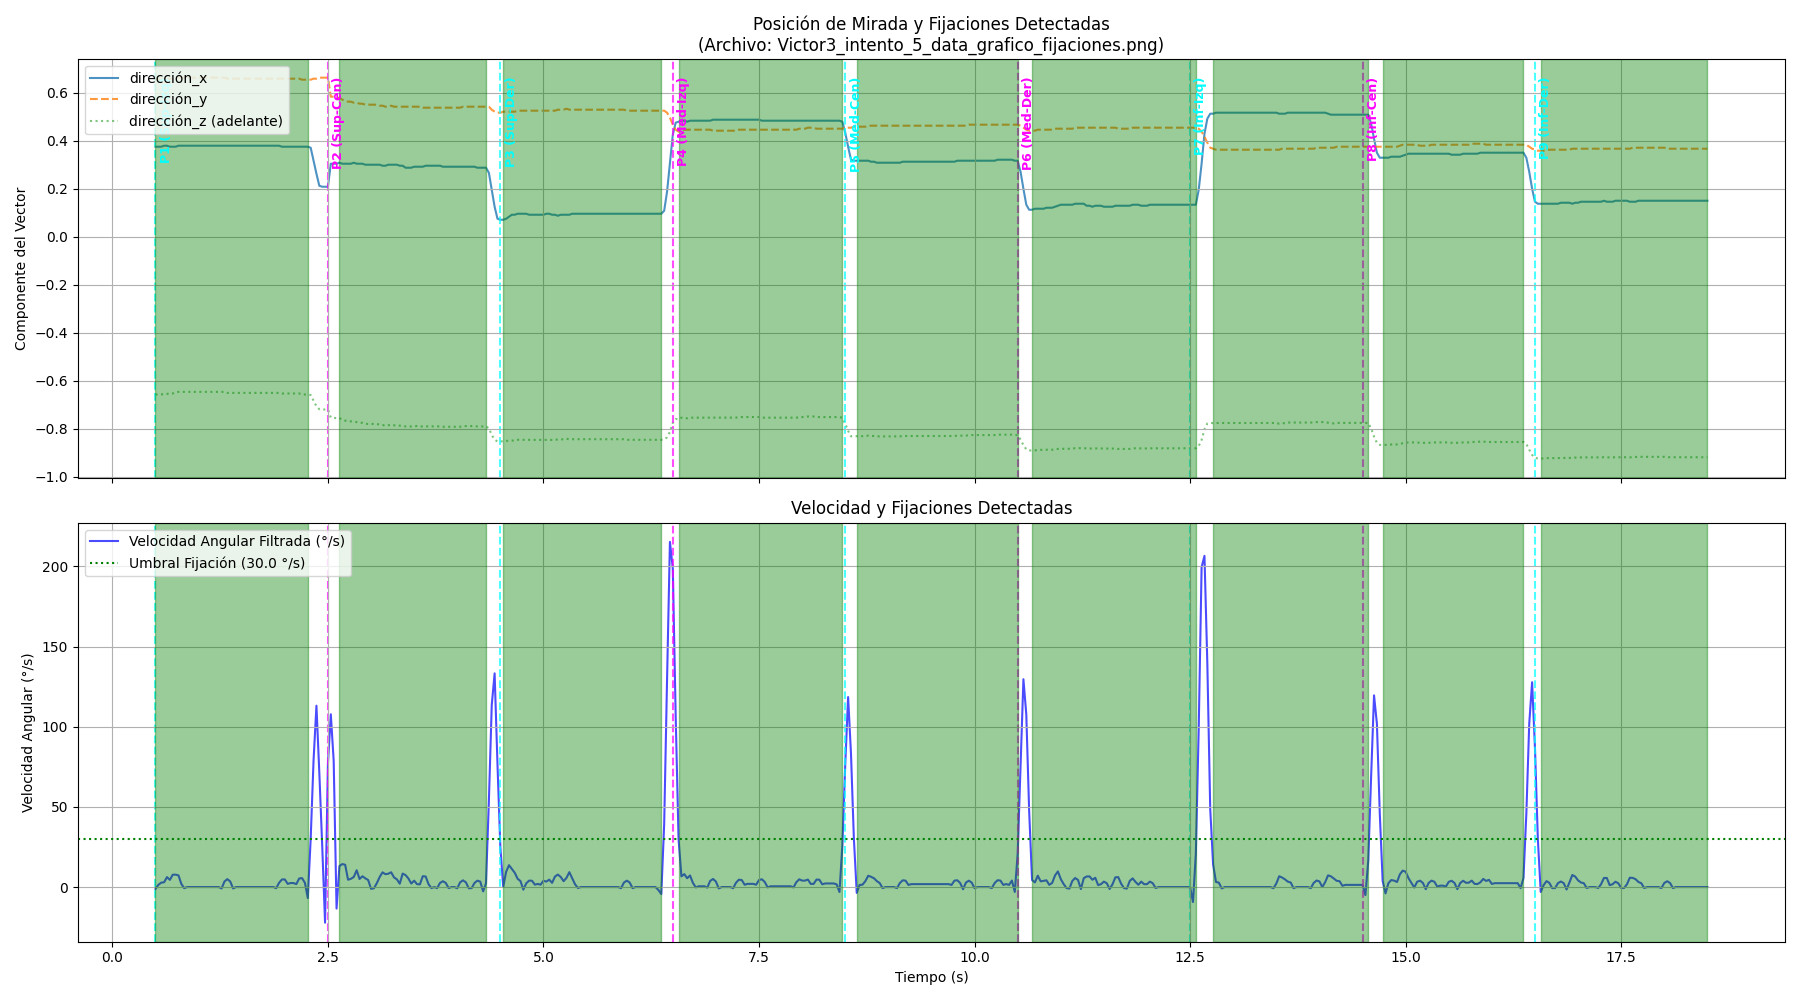 Posición de Mirada y Fijaciones Detectadas
(Archivo: Victor3_intento_5_data_grafico_fijaciones.png)
dirección_x
dirección_y
dirección_z (adelante)
P2 (Sup-Cen)
P3 (Sup-Der)
P4 (Med-Izq)
P5 (Med-Cen)
P6 (Med-Der)
P7 (Inf-Izq)
P8 (Inf-Cen)
P9 (Inf-Der)
Componente del Vector
0.6
0.4
0.2
0.0
−0.2
−0.4
−0.6
−0.8
−1.0
Velocidad y Fijaciones Detectadas
Velocidad Angular Filtrada (°/s)
Umbral Fijación (30.0 °/s)
Velocidad Angular (°/s)
200
150
100
50
0
0.0 2.5 5.0 7.5 10.0 12.5 15.0 17.5
Tiempo (s)